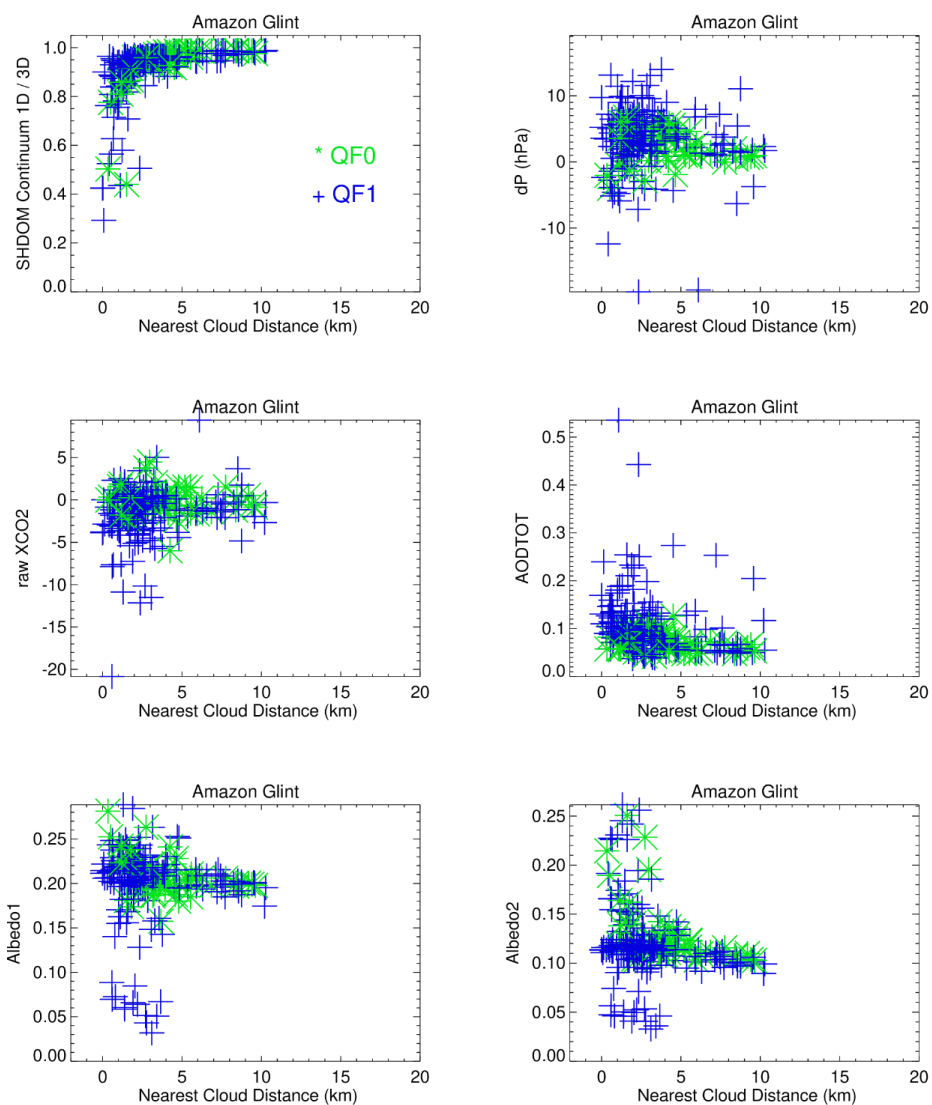 Amazon Glint
SHDOM Continuum 1D / 3D
1.0
0.8
0.6
0.4
0.2
0.0
* QF0
+ QF1
0 5 10 15 20
Nearest Cloud Distance (km)
Amazon Glint
dP (hPa)
10
0
-10
0 5 10 15 20
Nearest Cloud Distance (km)
Amazon Glint
raw XCO2
5
0
-5
-10
-15
-20
0 5 10 15 20
Nearest Cloud Distance (km)
Amazon Glint
AODTOT
0.5
0.4
0.3
0.2
0.1
0.0
0 5 10 15 20
Nearest Cloud Distance (km)
Amazon Glint
Albedo1
0.25
0.20
0.15
0.10
0.05
0.00
0 5 10 15 20
Nearest Cloud Distance (km)
Amazon Glint
Albedo2
0.25
0.20
0.15
0.10
0.05
0.00
0 5 10 15 20
Nearest Cloud Distance (km)